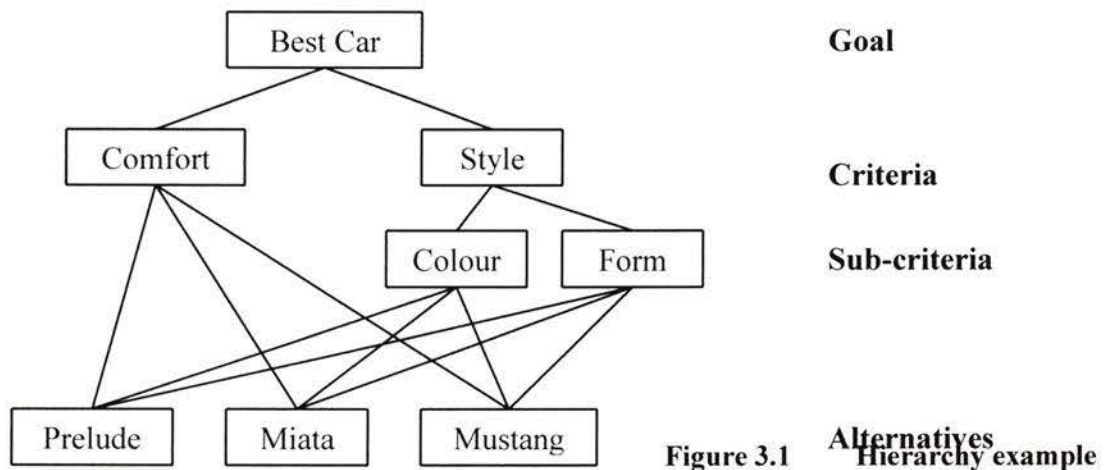 Best Car Goal
Comfort Style Criteria
Colour Form Sub-criteria
Prelude Miata Mustang Alternatives
Figure 3.1 Hierarchy example